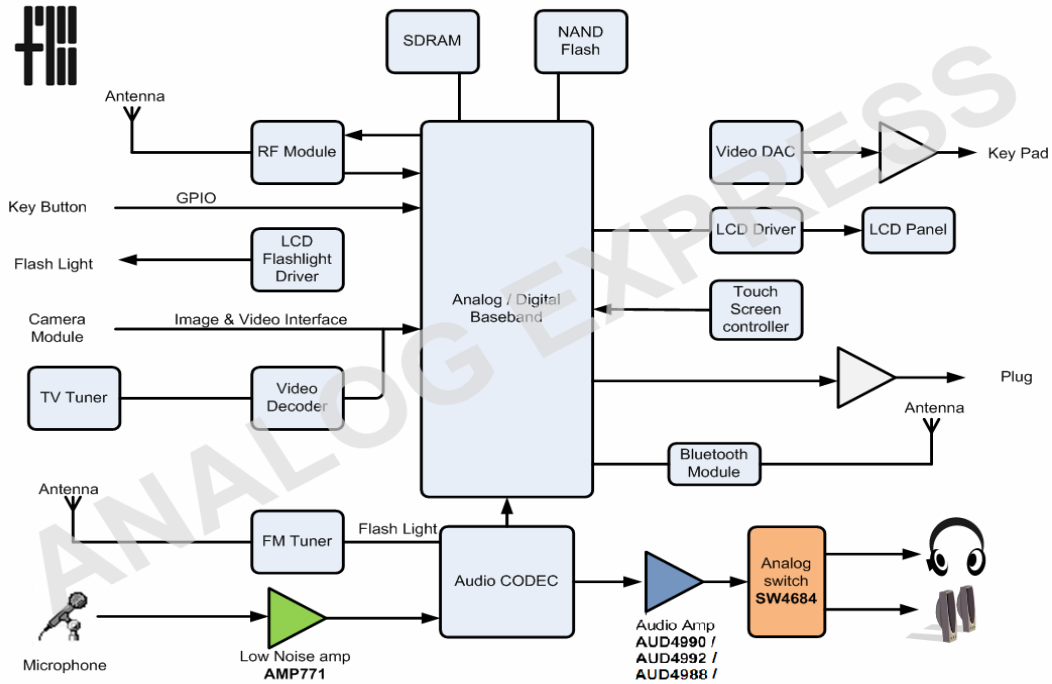 SDRAM
NAND
Flash
Antenna
RF Module
Video DAC
Key Pad
Key Button
GPIO
LCD Driver
LCD Panel
Flash Light
LCD
Flashlight
Driver
Analog / Digital
Baseband
Touch
Screen
controller
Camera
Module
Image & Video Interface
TV Tuner
Video
Decoder
Plug
Antenna
Bluetooth
Module
Antenna
FM Tuner
Flash Light
Audio CODEC
Analog
switch
SW4684
Microphone
Low Noise amp
AMP771
Audio Amp
AUD4990 /
AUD4992 /
AUD4988 /
ANALOG EXPRESS